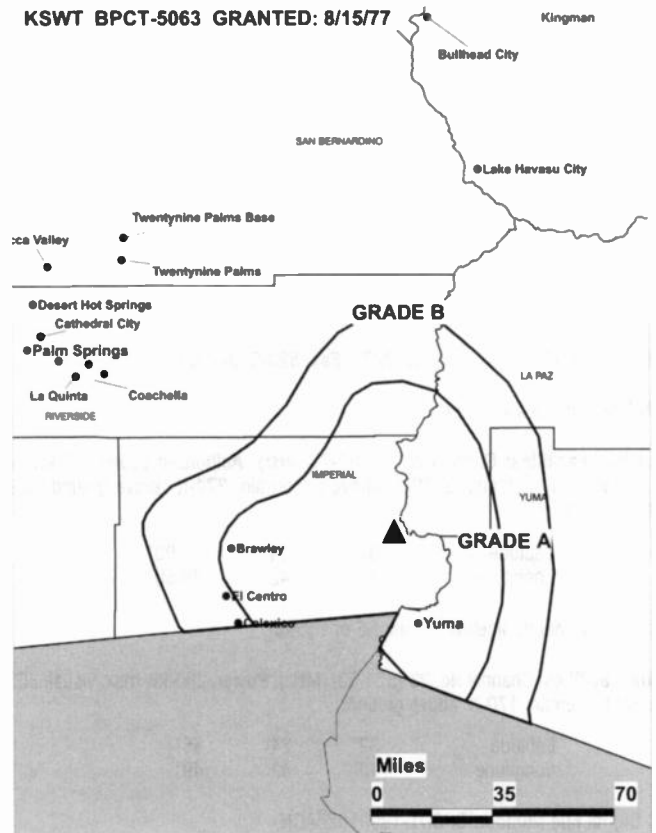 KSWT BPCT-5063 GRANTED: 8/15/77
Kingman
Bullhead City
SAN BERNARDINO
Lake Havasu City
Twentynine Palms Base
cca Valley
Twentynine Palms
Desert Hot Springs
GRADE B
Cathedral City
Palm Springs
LA PAZ
La Quinta
Coachella
RIVERSIDE
IMPERIAL
YUMA
Brawley
GRADE A
El Centro
Calexico
Yuma
Miles
0 35 70